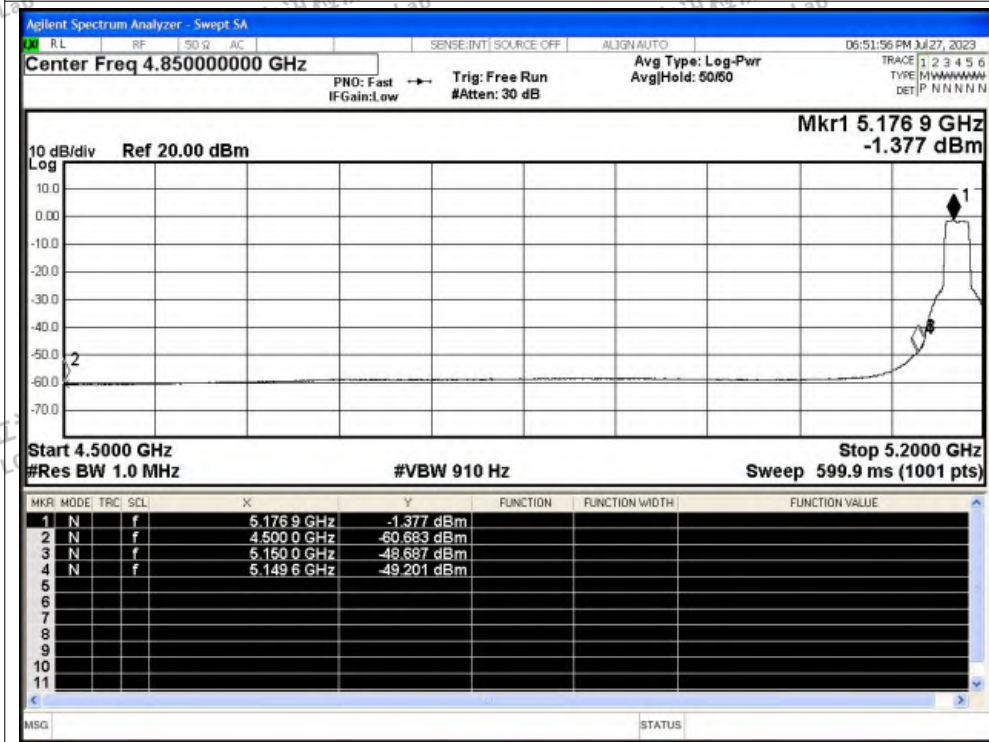 Agilent Spectrum Analyzer - Swept SA
RL RF 50 Ω AC SENSE:INT SOURCE OFF ALIGN AUTO 06:51:56 PM Jul 27, 2023
Center Freq 4.850000000 GHz
PNO: Fast
IFGain:Low
Trig: Free Run
#Atten: 30 dB
Avg Type: Log-Pwr
Avg|Hold: 50/50
TRACE 1 2 3 4 5 6
TYPE M
DET P N N N N N
Mkr1 5.176 9 GHz
-1.377 dBm
10 dB/div Ref 20.00 dBm
Log
10.0
0.00
-10.0
-20.0
-30.0
-40.0
-50.0
-60.0
-70.0
1
2
Start 4.5000 GHz Stop 5.2000 GHz
#Res BW 1.0 MHz #VBW 910 Hz Sweep 599.9 ms (1001 pts)
MKR MODE TRC SCL X Y FUNCTION FUNCTION WIDTH FUNCTION VALUE
1 N f 5.176 9 GHz -1.377 dBm
2 N f 4.500 0 GHz -60.683 dBm
3 N f 5.150 0 GHz -48.687 dBm
4 N f 5.149 6 GHz -49.201 dBm
5
6
7
8
9
10
11
MSG STATUS